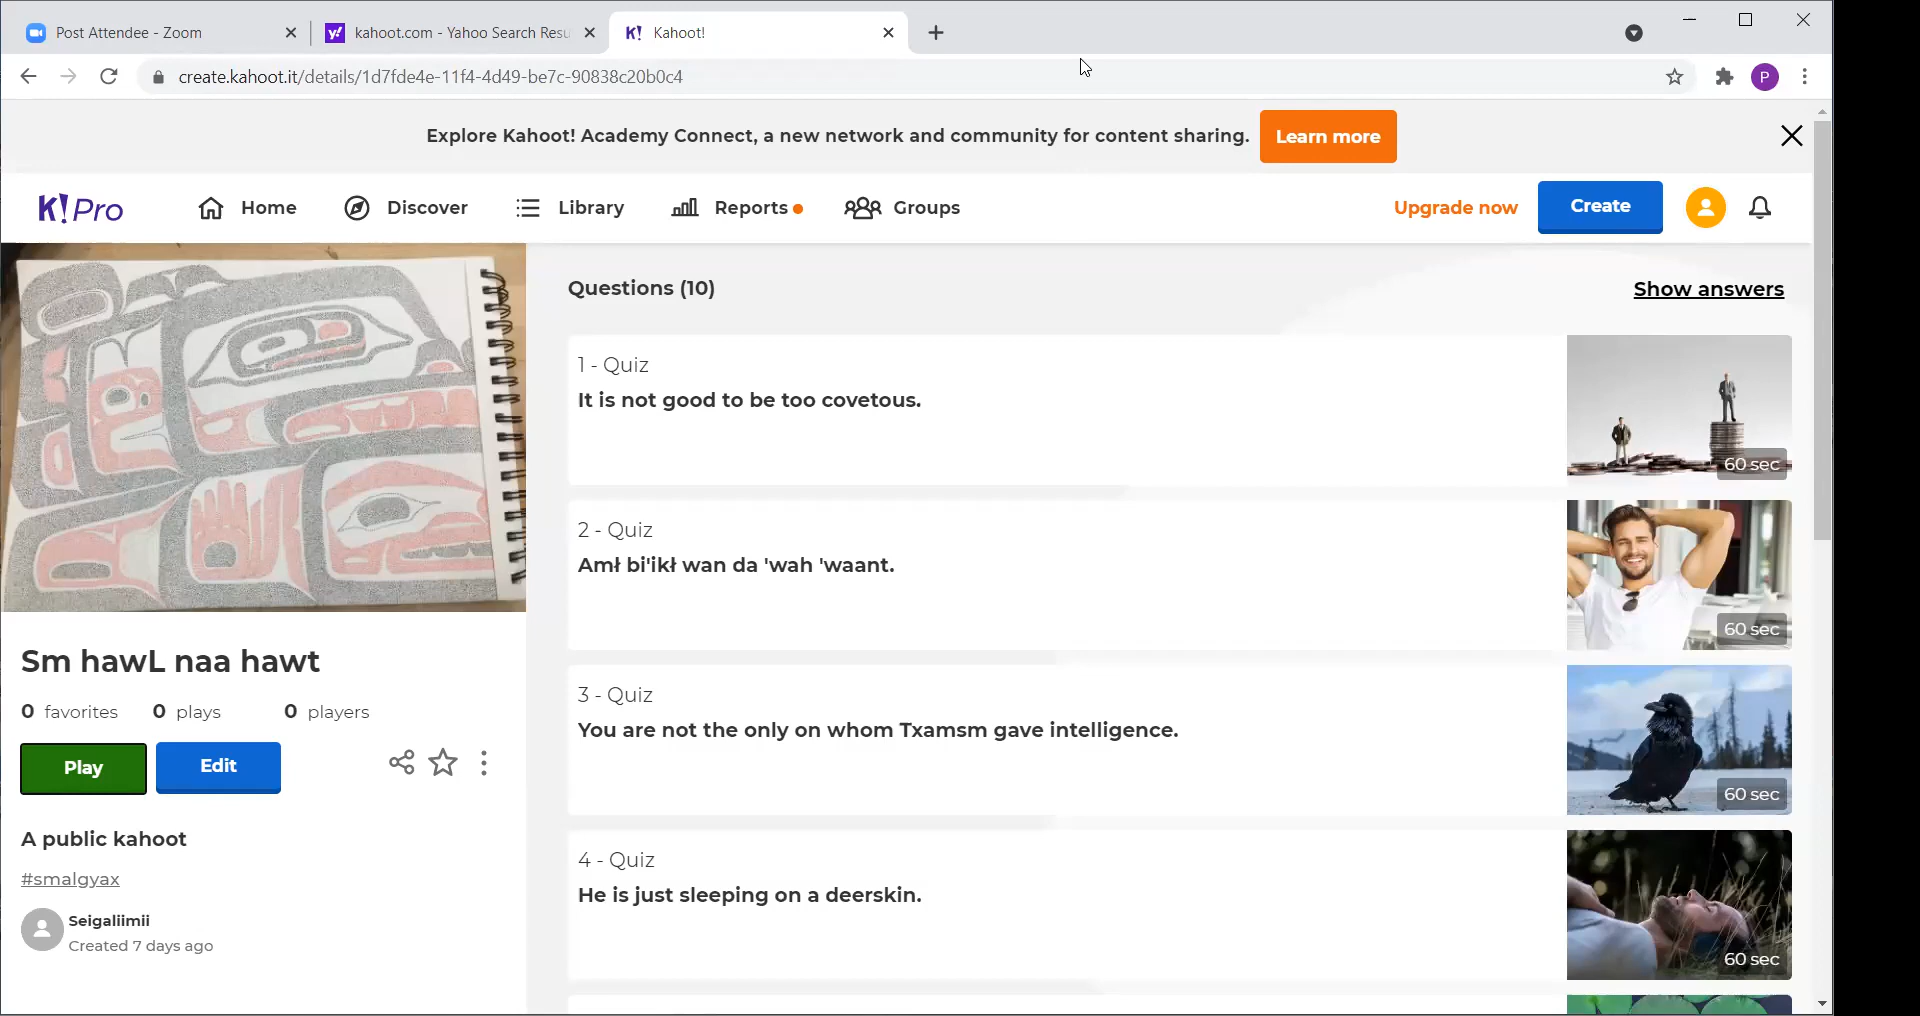 Post Attendee - Zoom
kahoot.com - Yahoo Search Resu
K! Kahoot!
create.kahoot.it/details/1d7fde4e-11f4-4d49-be7c-90838c20b0c4
P
Explore Kahoot! Academy Connect, a new network and community for content sharing.
Learn more
K! Pro
Home
Discover
Library
Reports
Groups
Upgrade now
Create
Questions (10)
Show answers
1 - Quiz
It is not good to be too covetous.
60 sec
2 - Quiz
Amł bi'ikł wan da 'wah 'waant.
60 sec
3 - Quiz
You are not the only on whom Txamsm gave intelligence.
60 sec
4 - Quiz
He is just sleeping on a deerskin.
60 sec
Sm hawL naa hawt
0 favorites 0 plays 0 players
Play
Edit
A public kahoot
#smalgyax
Seigaliimii
Created 7 days ago